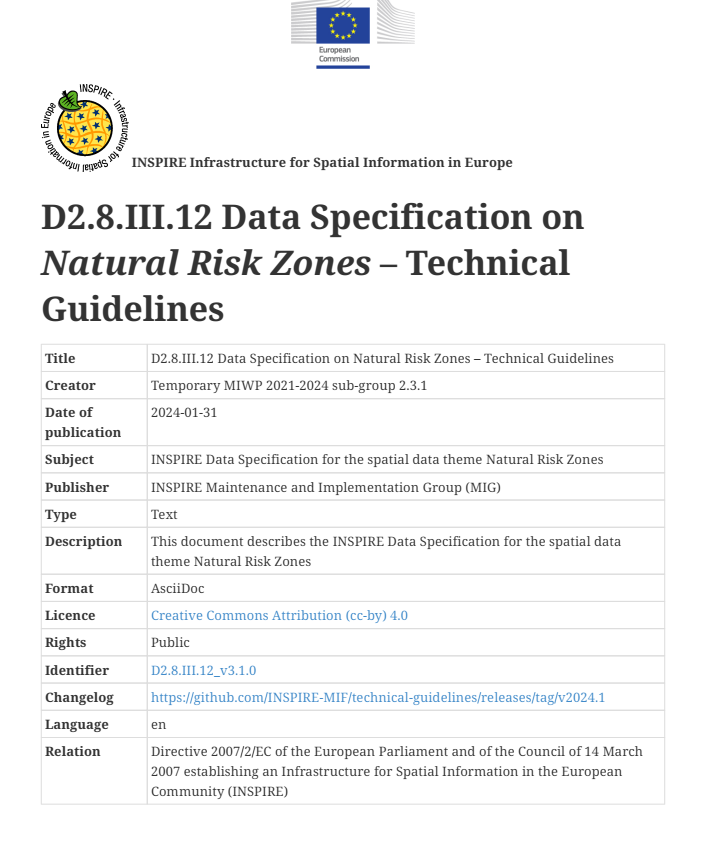 European
Commission
INSPIRE · Infrastructure for Spatial Information in Europe
INSPIRE Infrastructure for Spatial Information in Europe
D2.8.III.12 Data Specification on
Natural Risk Zones – Technical
Guidelines
Title D2.8.III.12 Data Specification on Natural Risk Zones – Technical Guidelines
Creator Temporary MIWP 2021-2024 sub-group 2.3.1
Date of 2024-01-31
publication
Subject INSPIRE Data Specification for the spatial data theme Natural Risk Zones
Publisher INSPIRE Maintenance and Implementation Group (MIG)
Type Text
Description This document describes the INSPIRE Data Specification for the spatial data
theme Natural Risk Zones
Format AsciiDoc
Licence Creative Commons Attribution (cc-by) 4.0
Rights Public
Identifier D2.8.III.12_v3.1.0
Changelog https://github.com/INSPIRE-MIF/technical-guidelines/releases/tag/v2024.1
Language en
Relation Directive 2007/2/EC of the European Parliament and of the Council of 14 March
2007 establishing an Infrastructure for Spatial Information in the European
Community (INSPIRE)